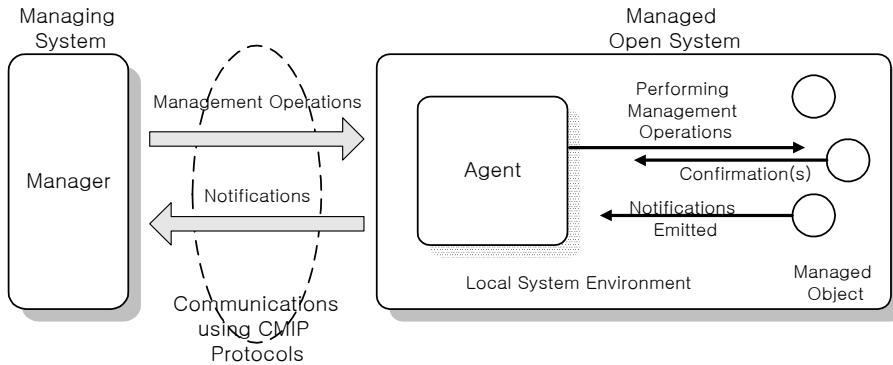 Managing
System
Managed
Open System
Management Operations
Manager
Notifications
Communications
using CMIP
Protocols
Agent
Performing
Management
Operations
Confirmation(s)
Notifications
Emitted
Local System Environment
Managed
Object